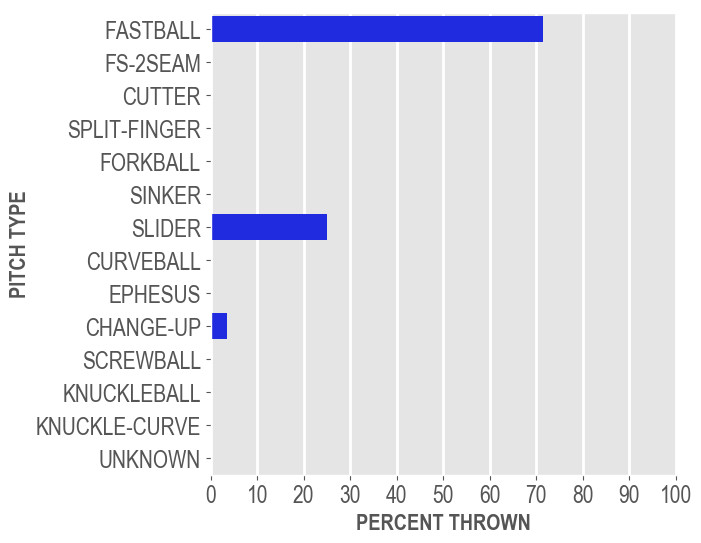 FASTBALL
FS-2SEAM
CUTTER
SPLIT-FINGER
FORKBALL
SINKER
SLIDER
CURVEBALL
EPHESUS
CHANGE-UP
SCREWBALL
KNUCKLEBALL
KNUCKLE-CURVE
UNKNOWN
PITCH TYPE
0 10 20 30 40 50 60 70 80 90 100
PERCENT THROWN